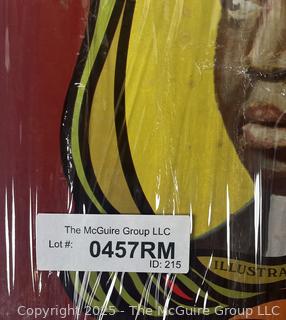 The McGuire Group LLC
Lot #: 0457RM
ID: 215
ILLUSTRA
Copyright 2025 - The McGuire Group LLC